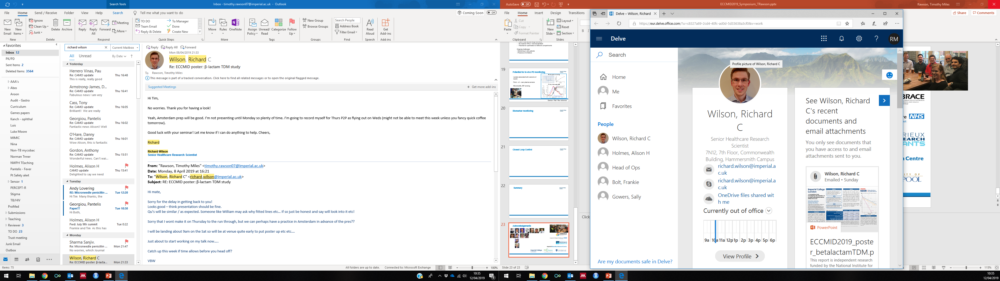 Search Tools
Inbox - timothy.rawson07@imperial.ac.uk - Outlook
File Home Send / Receive Folder View Help Search Tell me what you want to do
Coming Soon Off
New Email
New Items
Ignore
Clean Up
Junk
Delete
Archive
Reply
Reply All
Forward
Meeting
More
TO DO
Team Email
Reply & Delete
To Manager
Done
Create New
Move
Rules
OneNote
Assign Policy
Unread/ Read
Categorize
Follow Up
New Group
Browse Groups
Search People
Address Book
Filter Email
Read Aloud
Get Add-ins
New Delete Respond Quick Steps Move Tags Groups Find Speech Add-ins
Favorites
Inbox 12
PK/PD
Sent Items 2
Deleted Items 3564
AAA's
Abxs
Aroon
Audit - Gastro
Curriculum
Games papers
Kanch - ophthal
Luis
Luke Moore
MIMIC
Nina
Non-TB mycobac
Norman Tnner
NWPH TEaching
Pantelis - Fever
Pt Safety alert
Sensor 1
PERCEPT-R
Stigma
TB/HIV
ProMed
Submissions
Teaching
Reviewer 3
TO DO 23
Trust meeting
Junk Email
Outbox
Items: 75
richard wilson
Current Mailbox
All Unread By Date
Yesterday
Herrero Vinas, Pau
Re: CAMO update Thu 16:48
This is really, really good
Armstrong-James, D...
Re: CAMO update Thu 16:41
Fabulous news I am very
Cass, Tony
Re: CAMO update Thu 16:05
Brilliant!! We are really
Georgiou, Pantelis
Re: CAMO update Thu 16:02
Fantastic news Alison!! Well
O'Hare, Danny
Re: CAMO update Thu 16:01
Wow Alison, this is fantastic
Gordon, Anthony
Re: CAMO update Thu 15:51
Wonderful news. Can't wai...
Holmes, Alison H
CAMO update Thu 15:41
Delighted to say we need
Tuesday
Andy Lovering
RE: Microneedle penicillin ... Tue 12:20
Hi Tim Many thanks, the
Georgiou, Pantelis
Paper?? Tue 10:30
Hi Both,
Holmes, Alison H
Fwd: July 9th summit Tue 0:22
Frankie and Tim As this has
Monday
Sharma Sanjiv.
Re: Microneedle penicillin ... Mon 21:47
No worries, which Journal
Wilson, Richard C
Re: ECCMID poster: β-lacta... Mon 21:33
Reply Reply All Forward
Mon 08/04/2019 21:33
Wilson, Richard C
Re: ECCMID poster: β-lactam TDM study
To Rawson, Timothy Miles
This message is part of a tracked conversation. Click here to find all related messages or to open the original flagged message.
Suggested Meetings
+ Get more add-ins
Hi Tim,
No worries. Thank you for having a look!
Yeah, Amsterdam prep will be good. I'm not presenting until Monday so plenty of time. I'm going to record myself for Thurs P2P as flying out on Weds (might not be able to meet this week unless you fancy quick coffee
tomorrow).
Good luck with your seminar! Let me know if I can do anything to help. Cheers,
Richard
Richard Wilson
Senior Healthcare Research Scientist
From: "Rawson, Timothy Miles" <timothy.rawson07@imperial.ac.uk>
Date: Monday, 8 April 2019 at 16:21
To: "Wilson, Richard C" <richard.wilson@imperial.ac.uk>
Subject: RE: ECCMID poster: β-lactam TDM study
Hi mate,
Sorry for the delay in getting back to you!
Looks good – think presentation should be fine.
Qu's will be similar / as expected. Someone like William may ask why fitted lines etc... If so just be honest and say will look into it etc!
Sorry that I wont make it on Thursday to the run through, but we can perhaps have a practice in Amsterdam in advance of the pres??
I will be landing about 9am on the Sat so will be at venue quite early to put poster up etc etc....
Just about to start working on my talk now.....
Catch up this week if time allows before you head off?
VBW
All folders are up to date. Connected to: Microsoft Exchange
100%
10:35
12/04/2019
AutoSave Off
ECCMID2019_Symposium_TRawson.pptx
Rawson, Timothy Miles
File Home Insert Design Transitions
Share Comments
Paste
Cut
Copy
Format Painter
Clipboard
New Slide
Layout
Reset
Section
Slides
B I
19
Potential for in-vivo PD monitoring
20
Biomarker monitoring
21
Closed Loop Control
22
Summary
23
Acknowledgements
Slide 23 of 23
Click
Delve – Wilson, Richard
https://eur.delve.office.com/?u=c8327a89-2cd4-40fc-ad0d-5d33638a3cf0&v=work
Delve
RM
Search
Home
Me
Favorites
People
Wilson, Richard C
Holmes, Alison H
Head of Ops
Bolt, Frankie
Gowers, Sally
Are my documents safe in Delve?
Profile picture of Wilson, Richard C
Wilson, Richard
C
Senior Healthcare Research
Scientist
7N12, 7th Floor, Commonwealth
Building, Hammersmith Campus
richard.wilson@imperial.a
c.uk
richard.wilson@imperial.a
c.uk
OneDrive files shared wit
h me
Currently out of office
9a 10a 11a 12p 1p 2p 3p 4p 5p 6p
View Profile
See Wilson, Richard
C's recent
documents and
email attachments
You only see documents that
you have access to and email
attachments sent to you.
Wilson, Richard C
Emailed • Sunday
Imperial College
London
NIHR
PowerPoint
ECCMID2019_poste
r_betalactamTDM.p
This report is independent research
funded by the National Institute for
BRACE
NHS
115%
10:35
12/04/2019